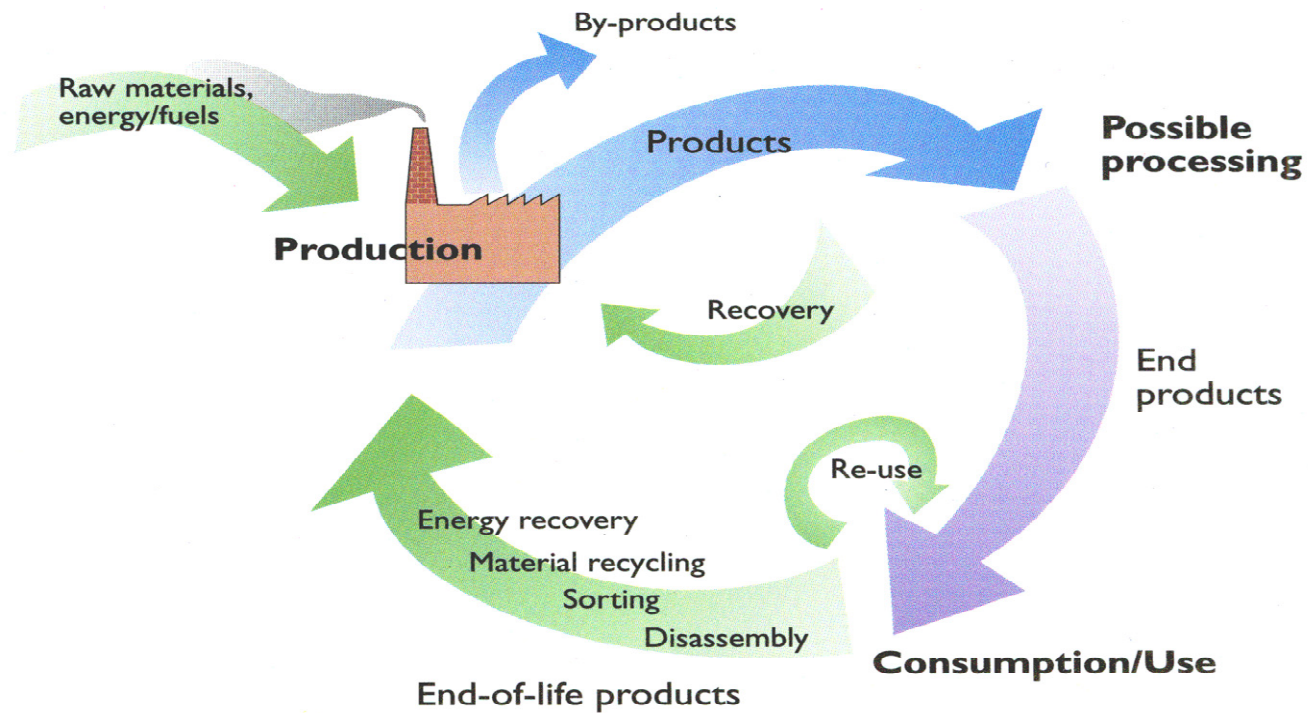 By-products
Raw materials,
energy/fuels
Products
Possible
processing
Production
Recovery
End
products
Re-use
Energy recovery
Material recycling
Sorting
Disassembly
Consumption/Use
End-of-life products